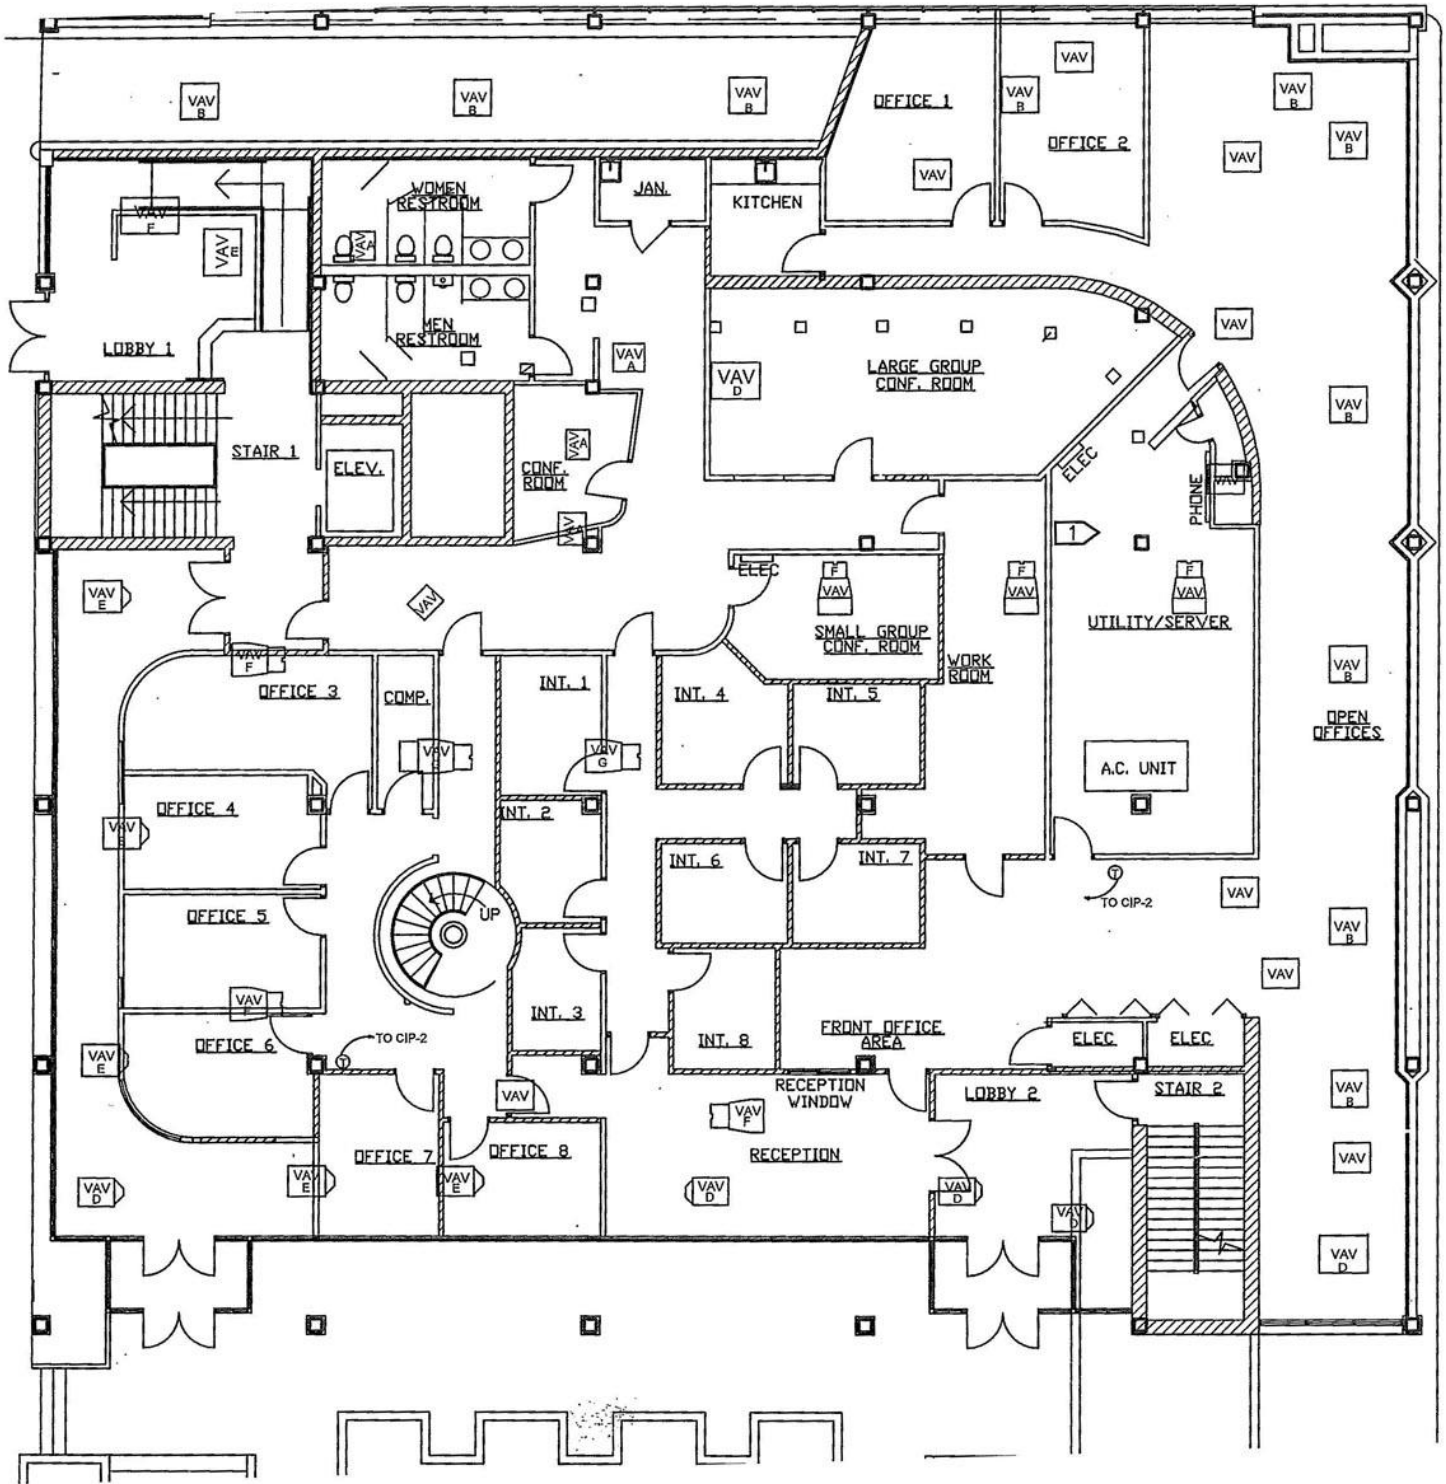 VAV
B
VAV
B
VAV
B
OFFICE 1
VAV
B
VAV
VAV
B
OFFICE 2
VAV
B
VAV
VAV
WOMEN
RESTROOM
JAN.
KITCHEN
VAV
F
VAV
E
VAV
A
MEN
RESTROOM
LOBBY 1
VAV
A
VAV
D
LARGE GROUP
CONF. ROOM
VAV
VAV
B
STAIR 1
ELEV.
CONF.
ROOM
VAV
A
VAV
A
ELEC
PHONE
VAV
1
VAV
E
VAV
ELEC
F
VAV
F
VAV
F
VAV
SMALL GROUP
CONF. ROOM
UTILITY/SERVER
VAV
F
OFFICE 3
COMP.
INT. 1
INT. 4
INT. 5
WORK
ROOM
VAV
B
OPEN
OFFICES
VAV
G
VAV
G
A.C. UNIT
OFFICE 4
VAV
INT. 2
INT. 6
INT. 7
TO CIP-2
T
VAV
VAV
B
OFFICE 5
UP
VAV
VAV
INT. 3
INT. 8
FRONT OFFICE
AREA
ELEC
ELEC
OFFICE 6
TO CIP-2
T
VAV
E
VAV
RECEPTION
WINDOW
LOBBY 2
STAIR 2
VAV
B
VAV
F
OFFICE 7
OFFICE 8
RECEPTION
VAV
VAV
D
VAV
E
VAV
E
VAV
D
VAV
D
VAV
D
VAV
D